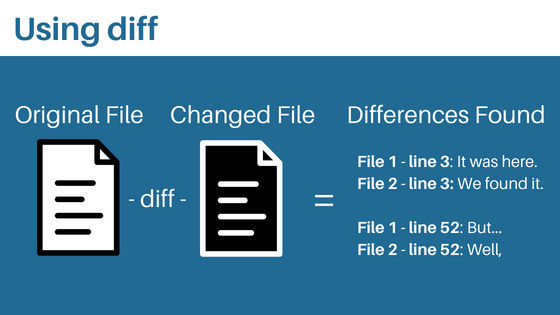 Using diff
Original File
Changed File
Differences Found
- diff -
=
File 1 - line 3: It was here.
File 2 - line 3: We found it.
File 1 - line 52: But...
File 2 - line 52: Well,